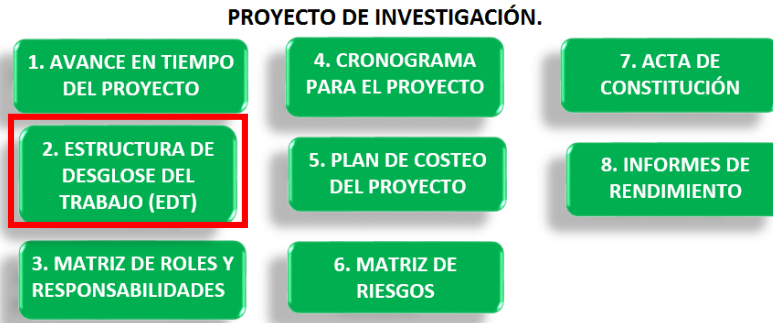 PROYECTO DE INVESTIGACIÓN.
1. AVANCE EN TIEMPO
DEL PROYECTO
2. ESTRUCTURA DE
DESGLOSE DEL
TRABAJO (EDT)
3. MATRIZ DE ROLES Y
RESPONSABILIDADES
4. CRONOGRAMA
PARA EL PROYECTO
5. PLAN DE COSTEO
DEL PROYECTO
6. MATRIZ DE
RIESGOS
7. ACTA DE
CONSTITUCIÓN
8. INFORMES DE
RENDIMIENTO